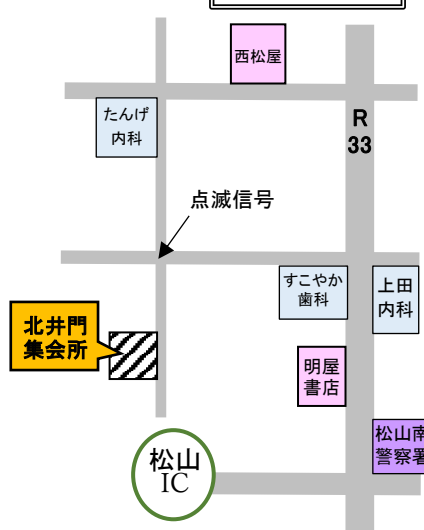 西松屋
たんげ
内科
R
33
点滅信号
すこやか
歯科
上田
内科
北井門
集会所
明屋
書店
松山南
警察署
松山
IC